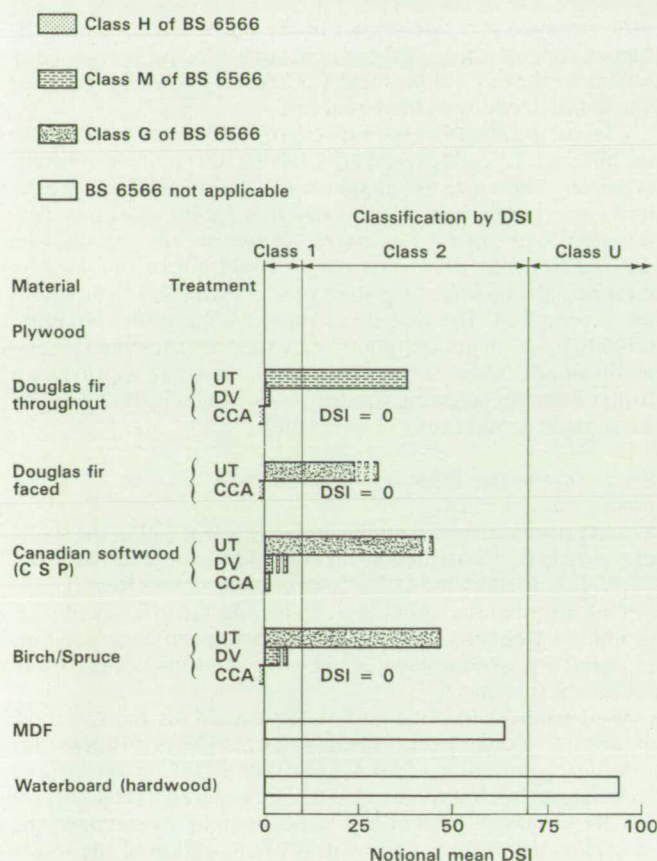 Class H of BS 6566
Class M of BS 6566
Class G of BS 6566
BS 6566 not applicable
Classification by DSI
Class 1 Class 2 Class U
Material Treatment
Plywood
Douglas fir throughout
UT
DV
CCA DSI = 0
Douglas fir faced
UT
CCA DSI = 0
Canadian softwood (C S P)
UT
DV
CCA
Birch/Spruce
UT
DV
CCA DSI = 0
MDF
Waterboard (hardwood)
0 25 50 75 100
Notional mean DSI